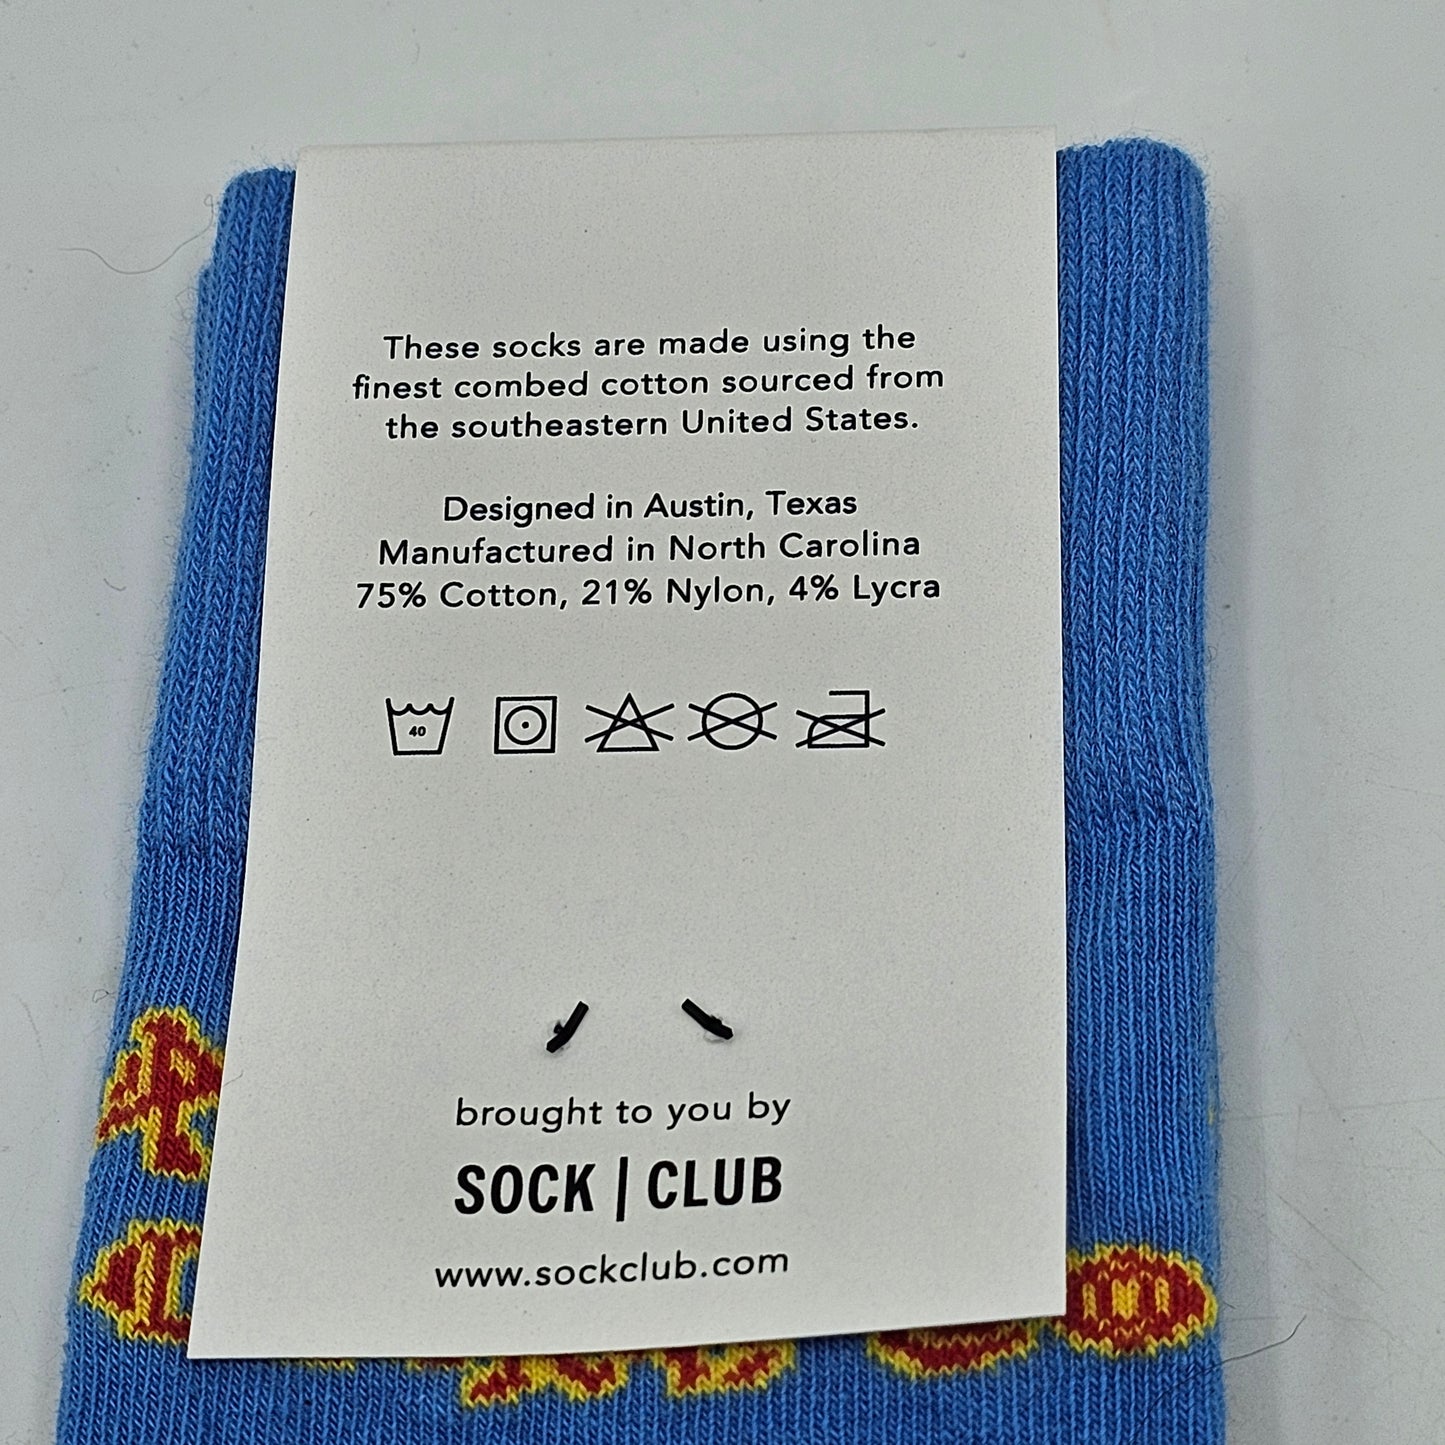 These socks are made using the
finest combed cotton sourced from
the southeastern United States.
Designed in Austin, Texas
Manufactured in North Carolina
75% Cotton, 21% Nylon, 4% Lycra
40
brought to you by
SOCK | CLUB
www.sockclub.com